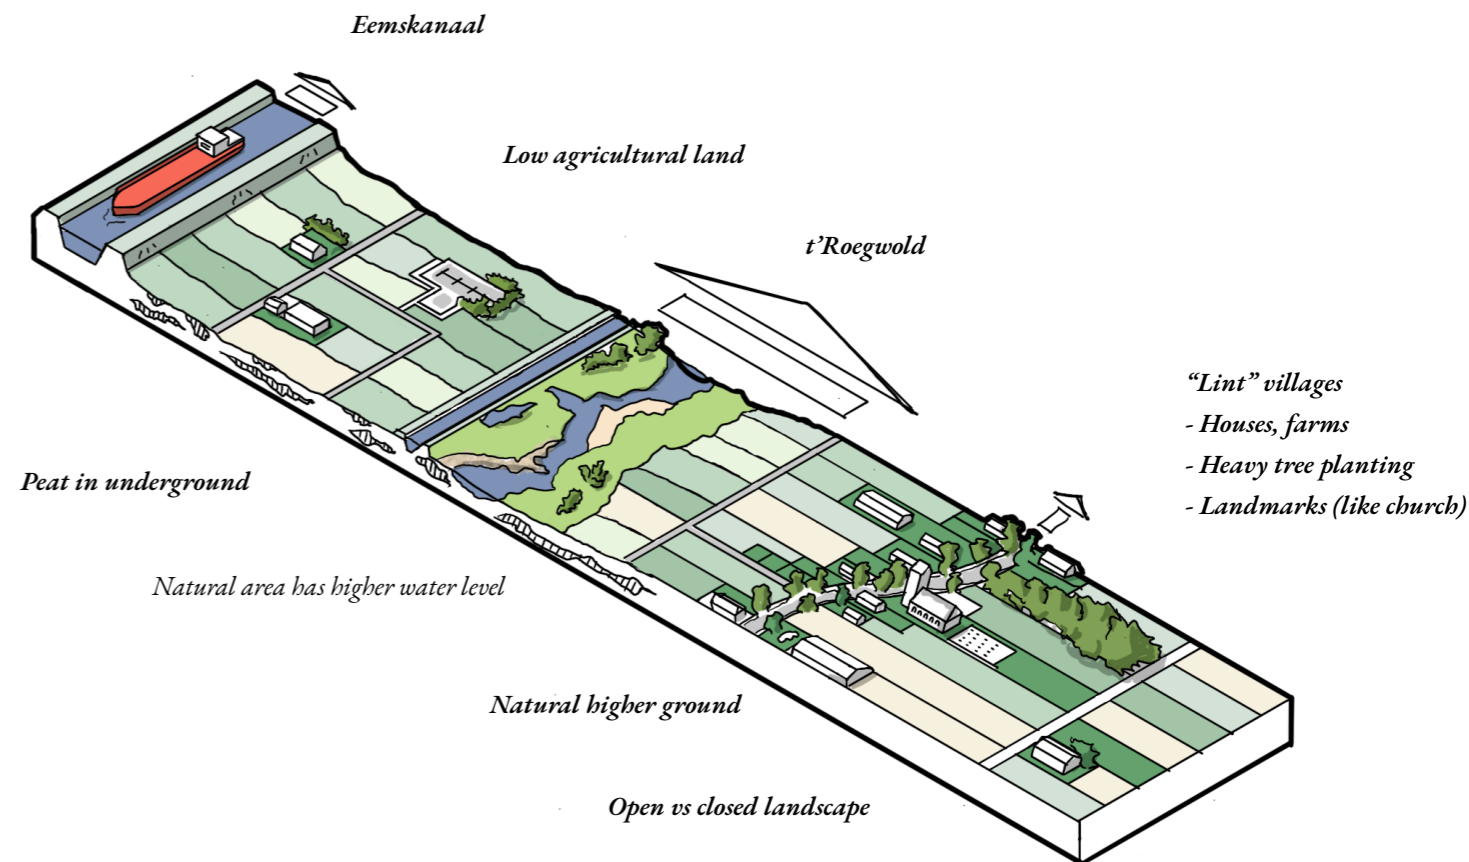 Eemskanaal
Low agricultural land
t’Roegwold
“Lint” villages
- Houses, farms
- Heavy tree planting
- Landmarks (like church)
Peat in underground
Natural area has higher water level
Natural higher ground
Open vs closed landscape